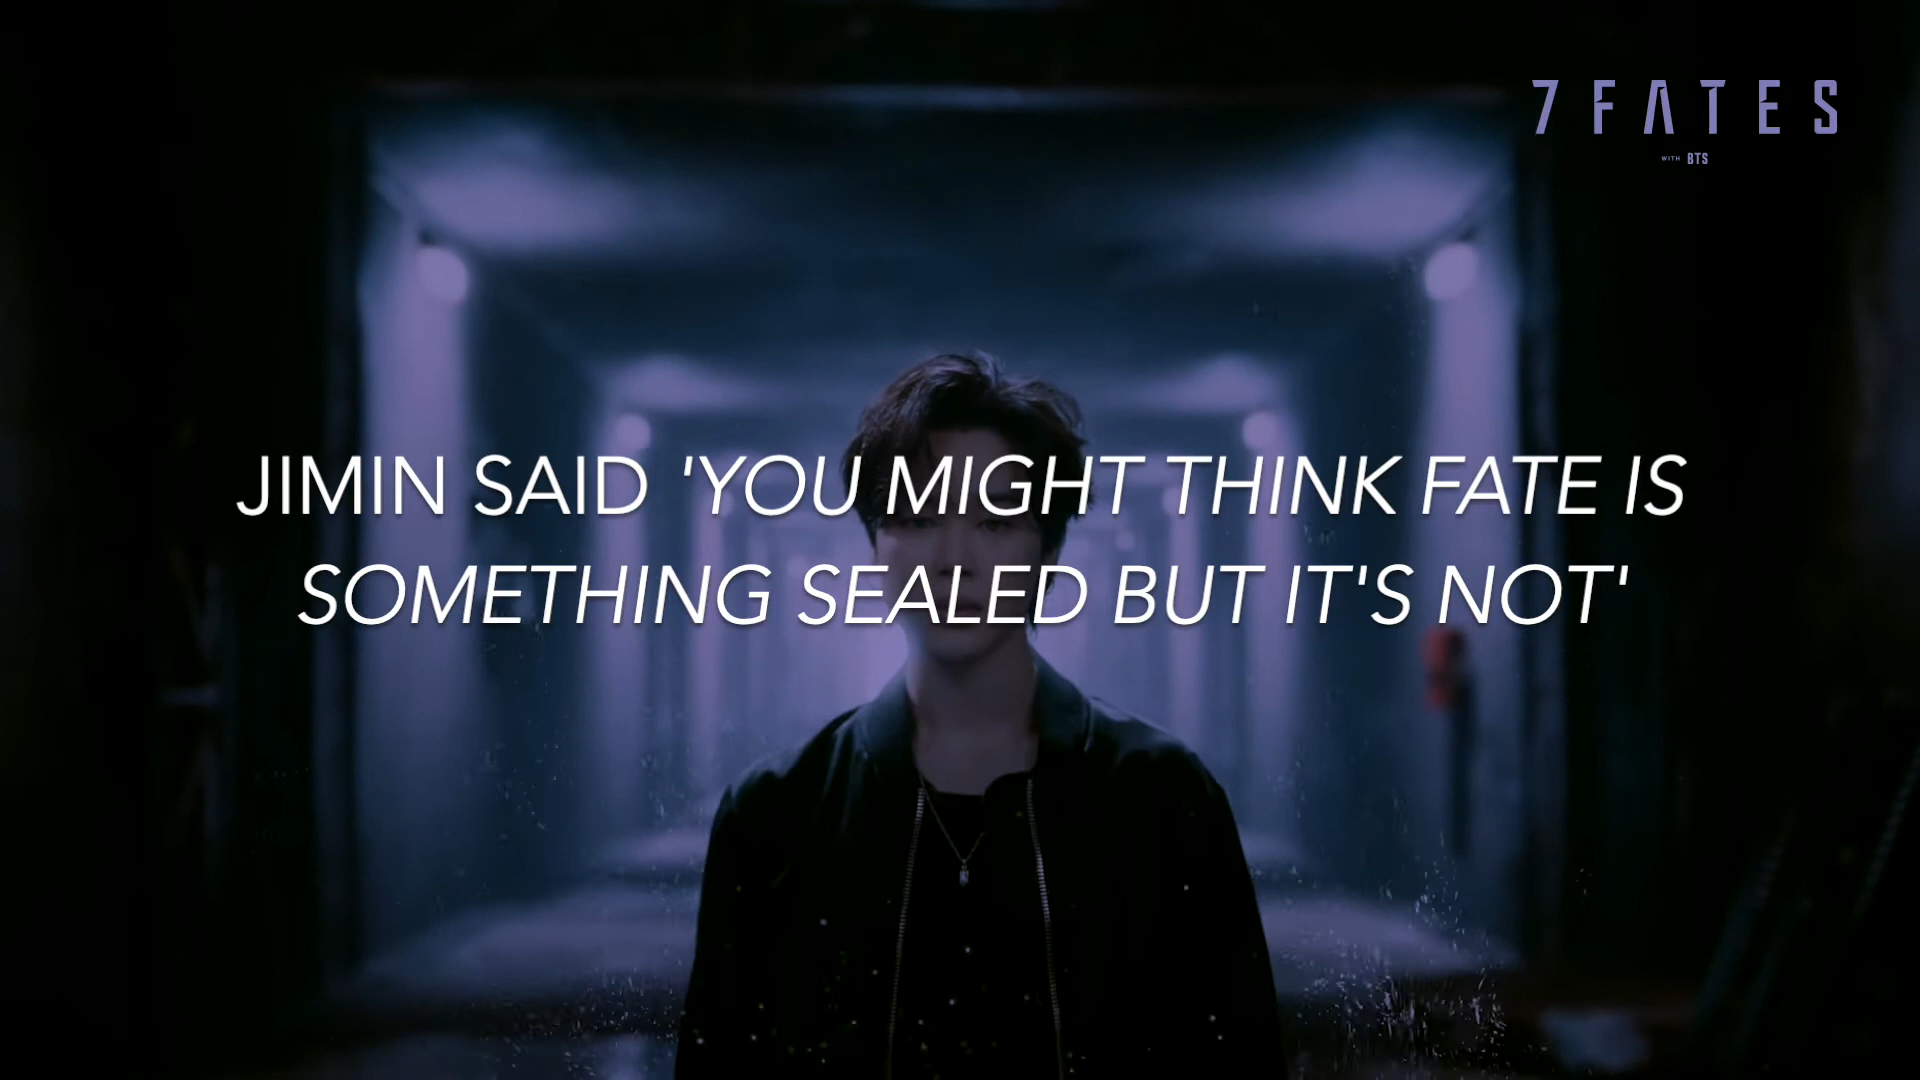 7 FATES
WITH BTS
JIMIN SAID 'YOU MIGHT THINK FATE IS
SOMETHING SEALED BUT IT'S NOT'